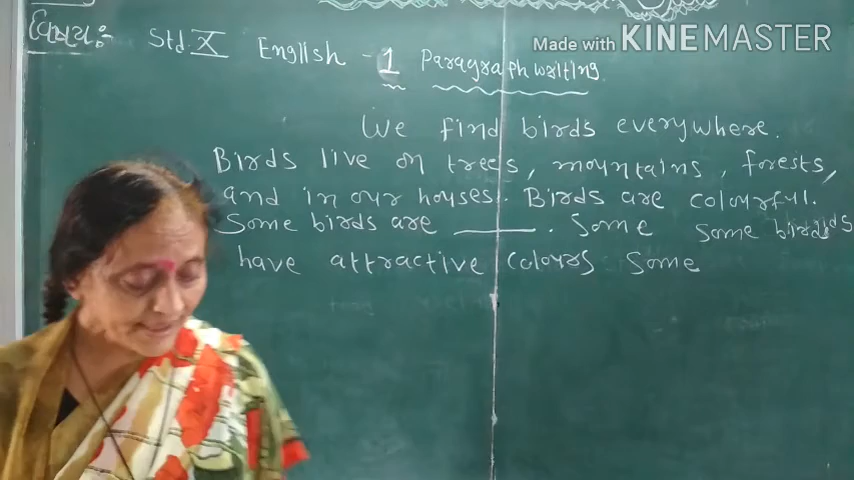 વિષય:-
Std. X English - 1 Paragraph writing.
Made with KINEMASTER
We find birds everywhere.
Birds live on trees, mountains, forests,
and in our houses. Birds are colourful.
Some birds are ______. Some some birds
have attractive colours some